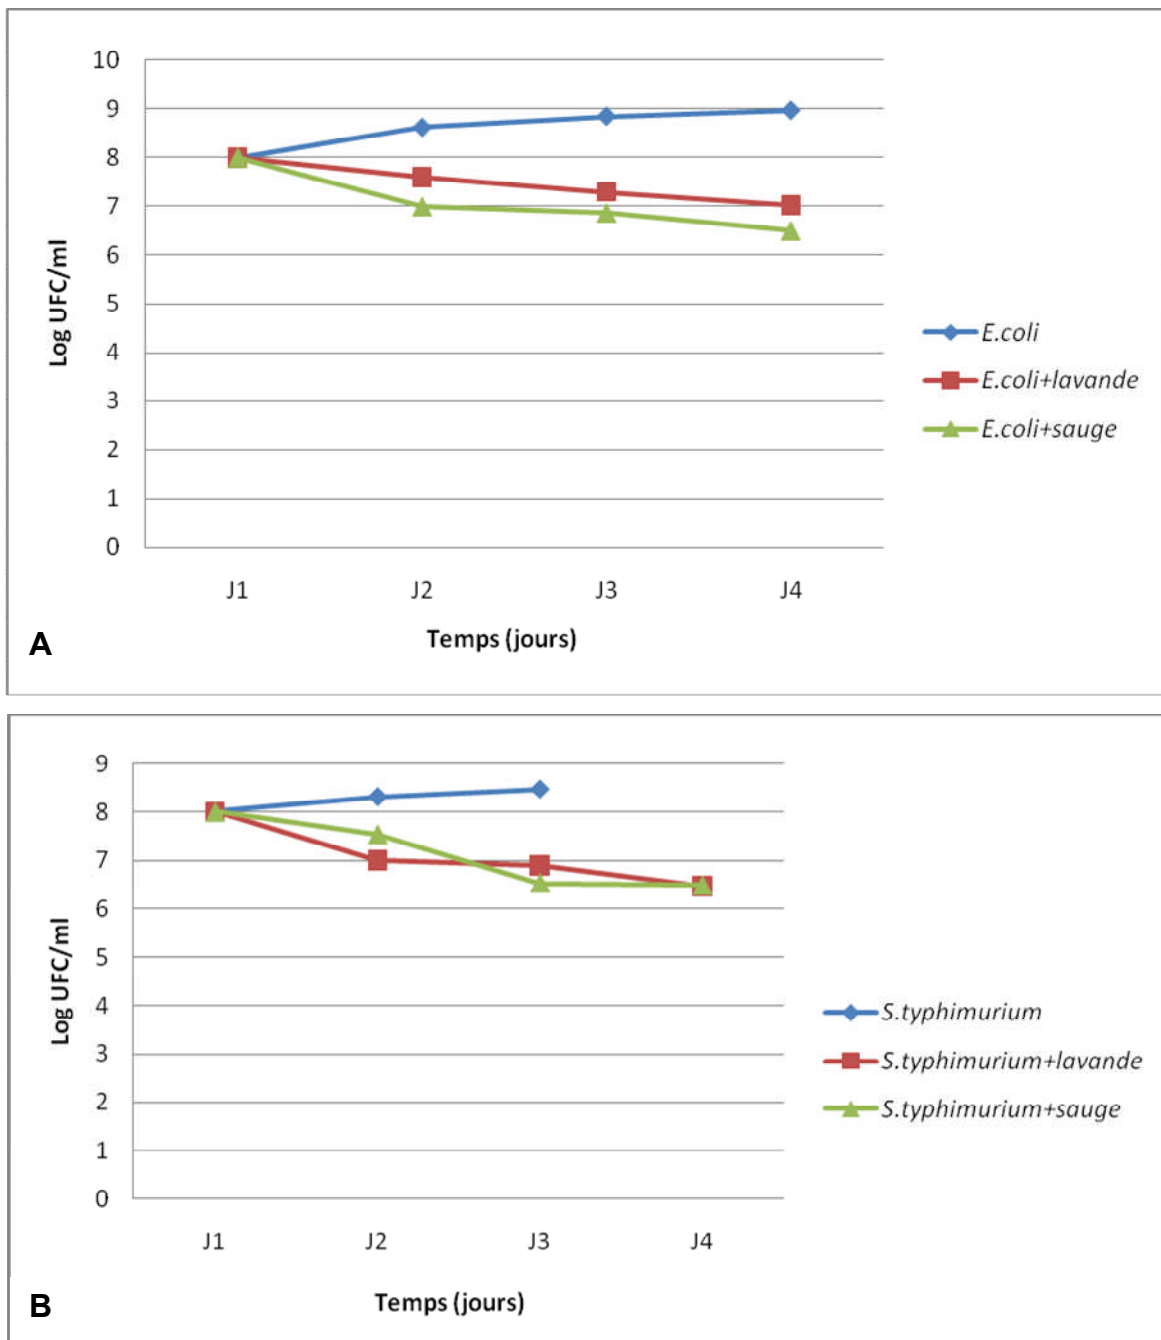 10
9
8
7
6
5
4
3
2
1
0
Log UFC/ml
J1 J2 J3 J4
Temps (jours)
E.coli
E.coli+lavande
E.coli+sauge
A
9
8
7
6
5
4
3
2
1
0
Log UFC/ml
J1 J2 J3 J4
Temps (jours)
S.typhimurium
S.typhimurium+lavande
S.typhimurium+sauge
B